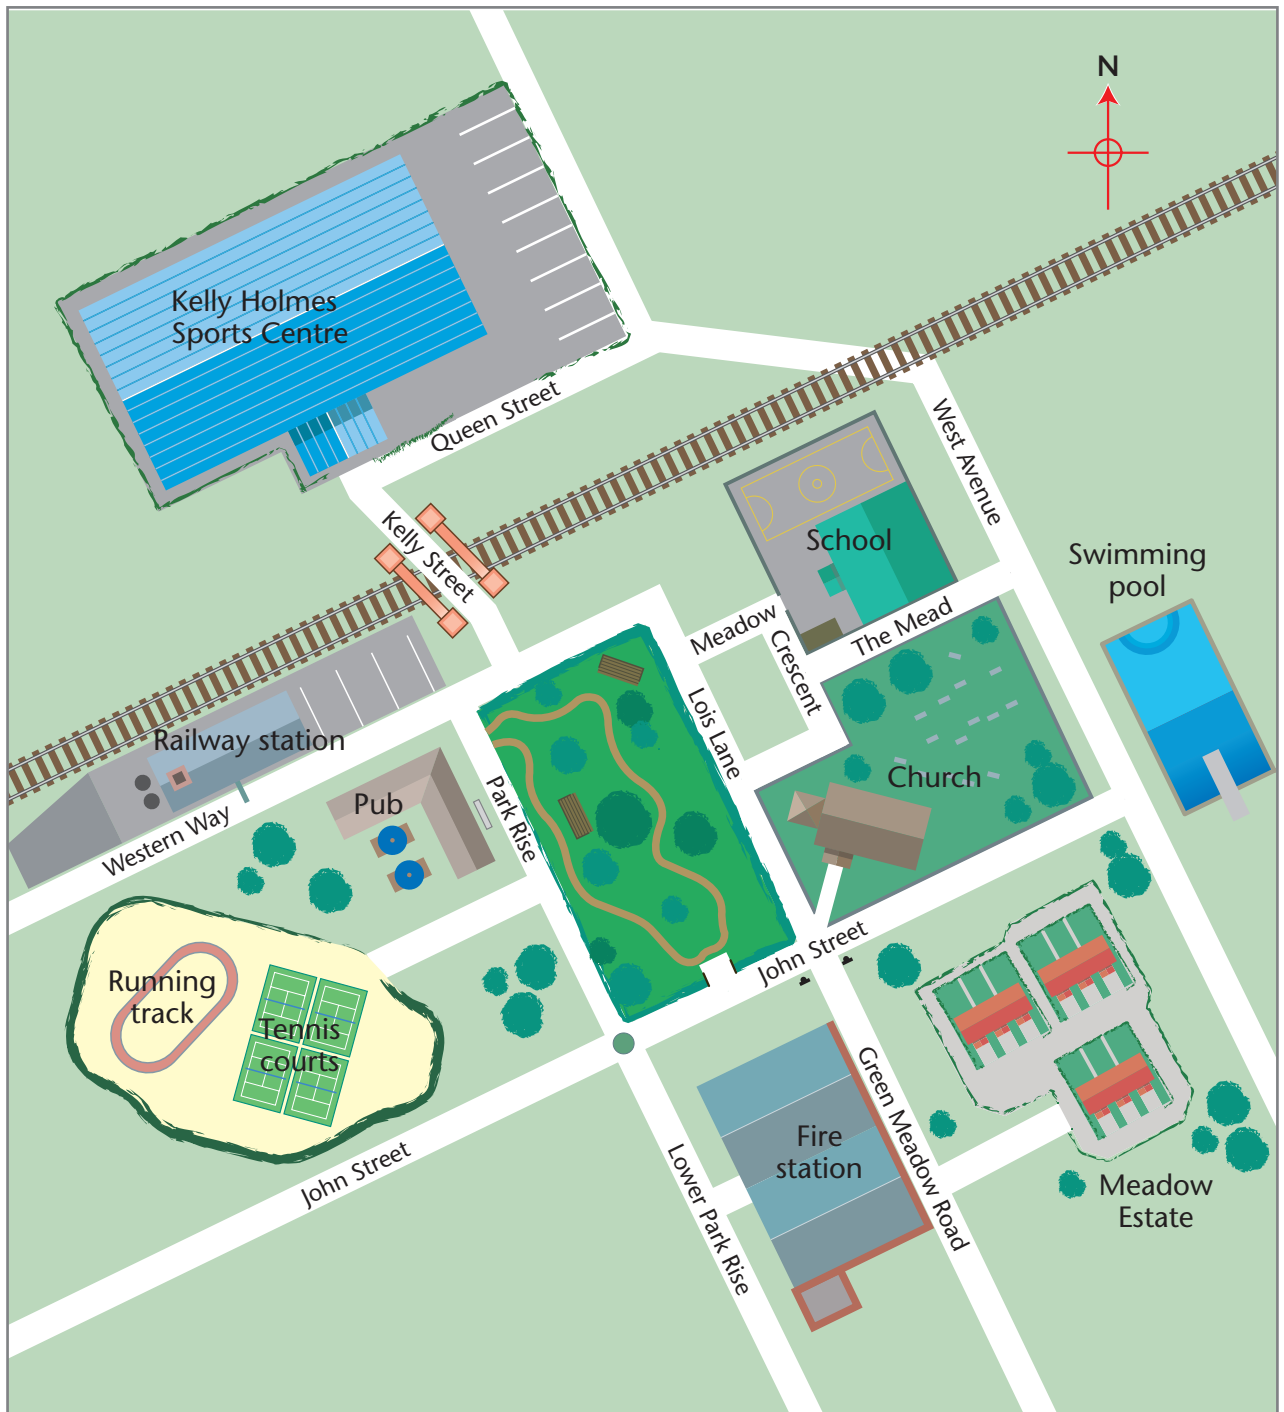 N
Kelly Holmes
Sports Centre
Queen Street
West Avenue
Kelly Street
School
Swimming
pool
Meadow
Crescent
The Mead
Lois Lane
Railway station
Western Way
Pub
Park Rise
Church
John Street
Running
track
Tennis
courts
Green Meadow Road
Fire
station
John Street
Lower Park Rise
Meadow
Estate